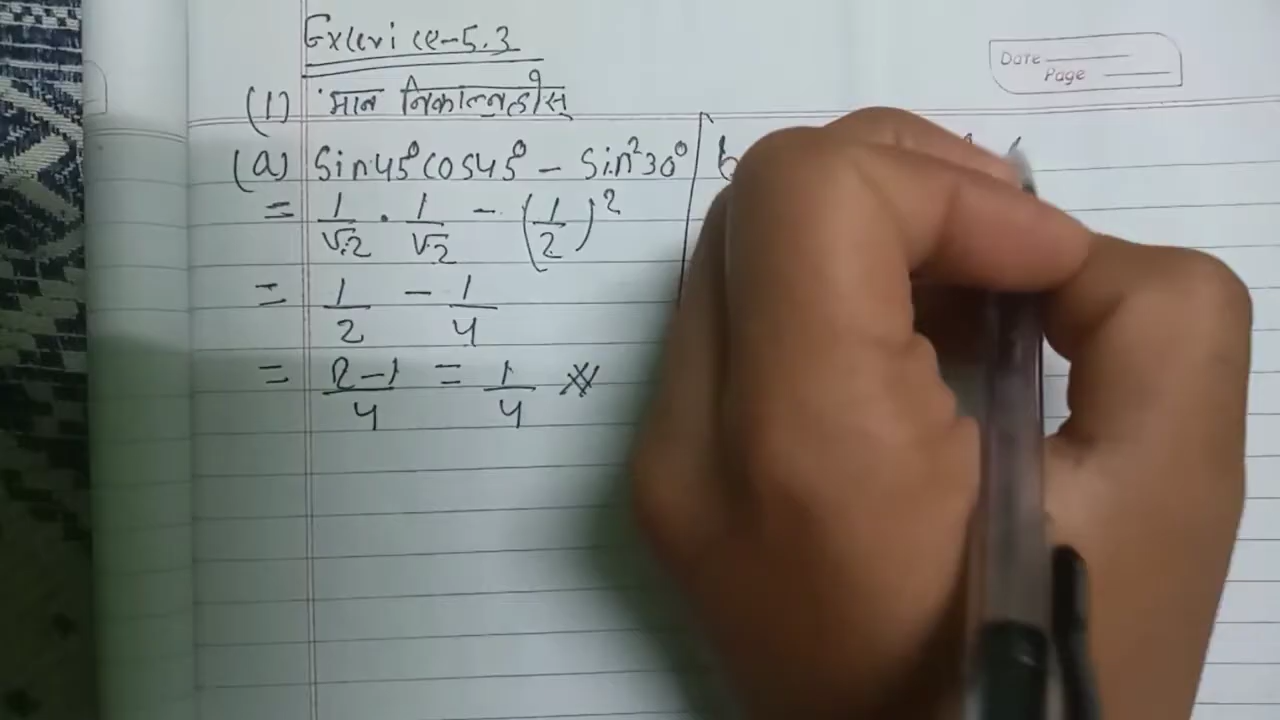 Exercise-5.3
Date
Page
(1) मान निकाल्नुहोस्
(a) Sin45°cos45° - Sin²30°
= 1/√2 . 1/√2 - (1/2)²
= 1/2 - 1/4
= 2-1/4 = 1/4
b